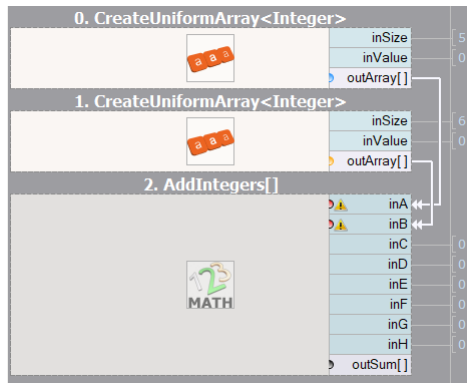 0. CreateUniformArray<Integer>
inSize [5
inValue [0
a a a
outArray[]
1. CreateUniformArray<Integer>
inSize [6
inValue [0
a a a
outArray[]
2. AddIntegers[]
inA
inB
inC [0
inD [0
inE [0
123
MATH
inF [0
inG [0
inH [0
outSum[]